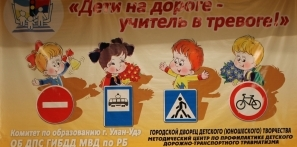 «Дети на дороге -
учитель в тревоге!»
Комитет по образованию г. Улан-Удэ
ОБ ДПС ГИБДД МВД по РБ
ГОРОДСКОЙ ДВОРЕЦ ДЕТСКОГО (ЮНОШЕСКОГО) ТВОРЧЕСТВА
МЕТОДИЧЕСКИЙ ЦЕНТР ПО ПРОФИЛАКТИКЕ ДЕТСКОГО
ДОРОЖНО-ТРАНСПОРТНОГО ТРАВМАТИЗМА